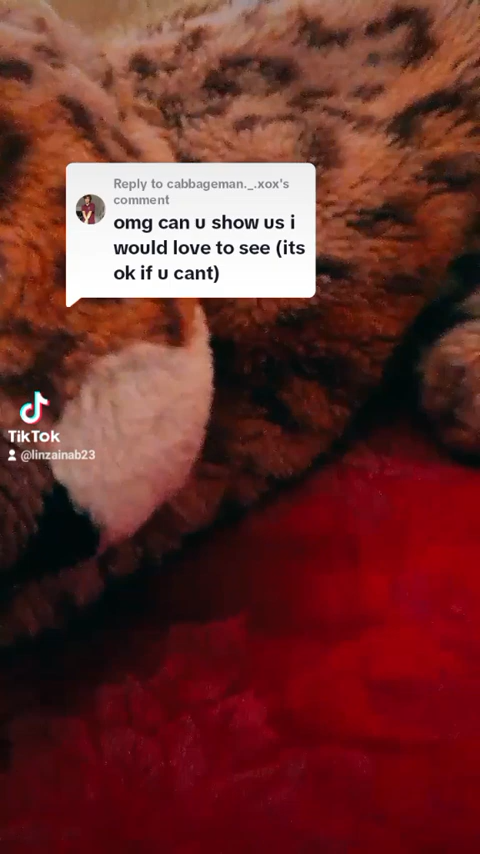 Reply to cabbageman._.xox's
comment
omg can u show us i
would love to see (its
ok if u cant)
TikTok
@linzainab23